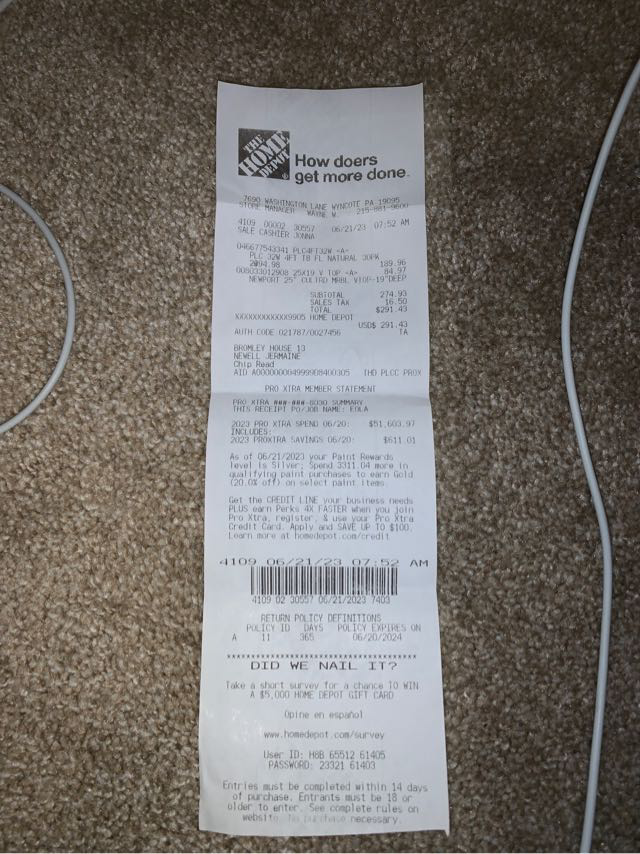 THE HOME DEPOT
How doers
get more done.
7690 WASHINGTON LANE WYNCOTE PA 19095
STORE MANAGER WAYNE W. 215-881-9600
4109 00002 30557 06/21/23 07:52 AM
SALE CASHIER JONNA
046677543341 PLC4FT32W <A>
PLC 32W 4FT T8 FL NATURAL 30PK
2@94.98 189.96
008033012908 25X19 V TOP <A> 84.97
NEWPORT 25" CULTRD MRBL VTOP-19"DEEP
SUBTOTAL 274.93
SALES TAX 16.50
TOTAL $291.43
XXXXXXXXXXXX9905 HOME DEPOT
USD$ 291.43
AUTH CODE 021787/0027456 TA
BROMLEY HOUSE 13
NEWELL JERMAINE
Chip Read
AID A0000000049999D8400305 THD PLCC PROX
PRO XTRA MEMBER STATEMENT
PRO XTRA ###-###-8030 SUMMARY
THIS RECEIPT PO/JOB NAME: EOLA
2023 PRO XTRA SPEND 06/20: $51,603.97
INCLUDES:
2023 PROXTRA SAVINGS 06/20: $611.01
As of 06/21/2023 your Paint Rewards
level is Silver; Spend 3311.04 more in
qualifying paint purchases to earn Gold
(20.0% off) on select paint items.
Get the CREDIT LINE your business needs
PLUS earn Perks 4X FASTER when you join
Pro Xtra, register, & use your Pro Xtra
Credit Card. Apply and SAVE UP TO $100.
Learn more at homedepot.com/credit
4109 06/21/23 07:52 AM
4109 02 30557 06/21/2023 7403
RETURN POLICY DEFINITIONS
POLICY ID DAYS POLICY EXPIRES ON
A 11 365 06/20/2024
DID WE NAIL IT?
Take a short survey for a chance TO WIN
A $5,000 HOME DEPOT GIFT CARD
Opine en español
www.homedepot.com/survey
User ID: H8B 65512 61405
PASSWORD: 23321 61403
Entries must be completed within 14 days
of purchase. Entrants must be 18 or
older to enter. See complete rules on
website. No purchase necessary.